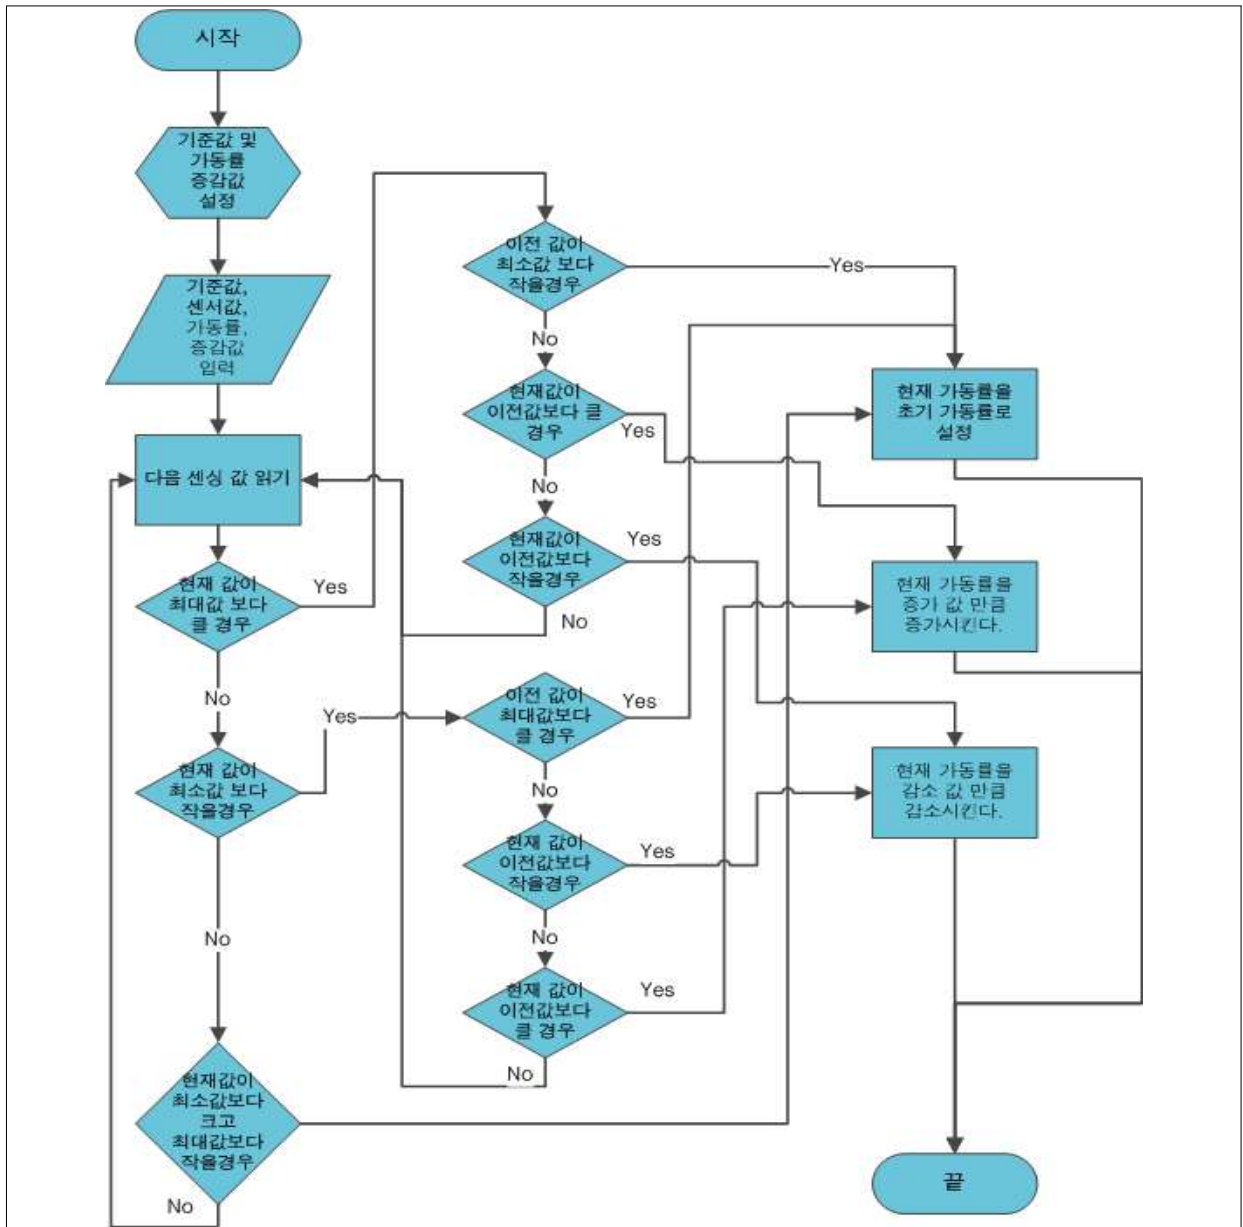 시작
기준값 및
가동률
증감값
설정
기준값,
센서값,
가동률,
증감값
입력
다음 센싱 값 읽기
현재 값이
최대값 보다
클 경우
Yes
No
현재 값이
최소값 보다
작을경우
Yes
No
현재값이
최소값보다
크고
최대값보다
작을경우
No
이전 값이
최소값 보다
작을경우
Yes
No
현재값이
이전값보다 클
경우
Yes
No
현재값이
이전값보다
작을경우
Yes
No
이전 값이
최대값보다
클 경우
Yes
No
현재 값이
이전값보다
작을경우
Yes
No
현재 값이
이전값보다
클 경우
Yes
No
현재 가동률을
초기 가동률로
설정
현재 가동률을
증가 값 만큼
증가시킨다.
현재 가동률을
감소 값 만큼
감소시킨다.
끝